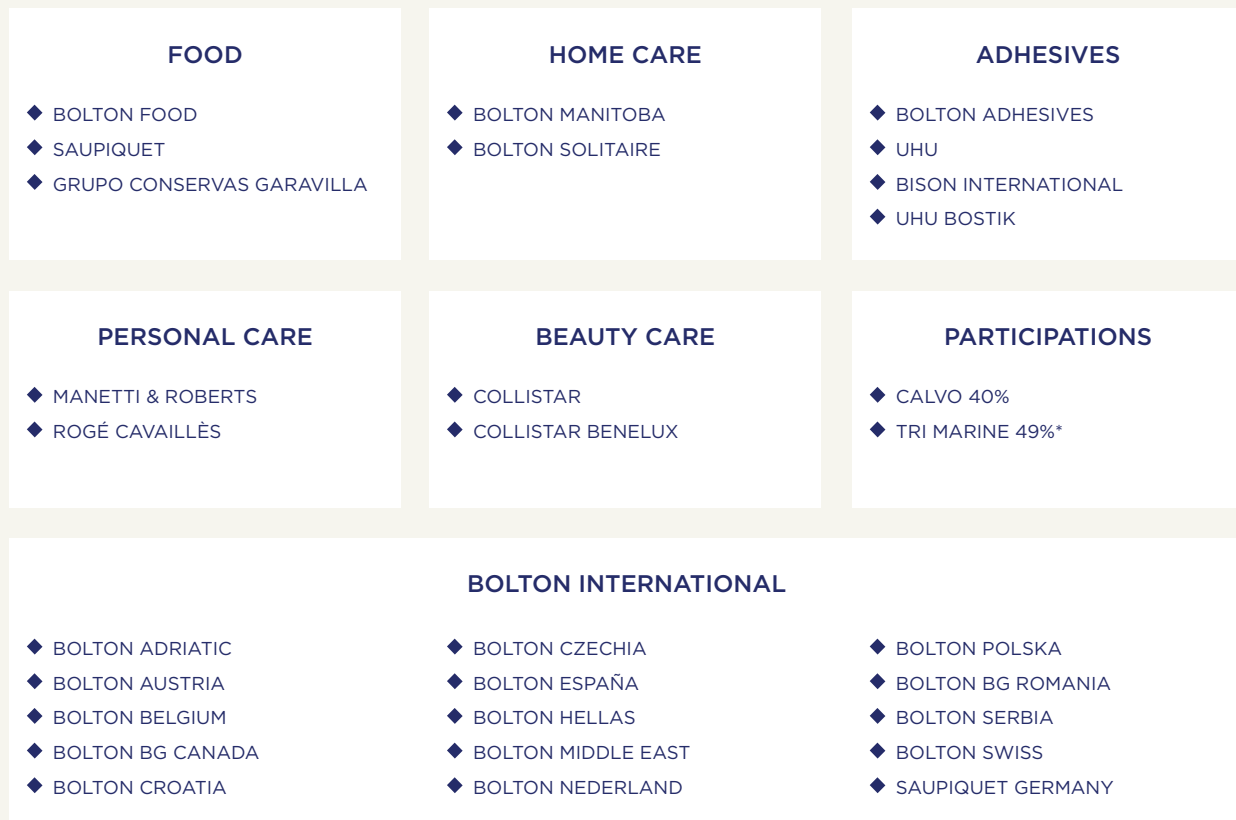 FOOD
◆ BOLTON FOOD
◆ SAUPIQUET
◆ GRUPO CONSERVAS GARAVILLA
HOME CARE
◆ BOLTON MANITOBA
◆ BOLTON SOLITAIRE
ADHESIVES
◆ BOLTON ADHESIVES
◆ UHU
◆ BISON INTERNATIONAL
◆ UHU BOSTIK
PERSONAL CARE
◆ MANETTI & ROBERTS
◆ ROGÉ CAVAILLÈS
BEAUTY CARE
◆ COLLISTAR
◆ COLLISTAR BENELUX
PARTICIPATIONS
◆ CALVO 40%
◆ TRI MARINE 49%*
BOLTON INTERNATIONAL
◆ BOLTON ADRIATIC
◆ BOLTON AUSTRIA
◆ BOLTON BELGIUM
◆ BOLTON BG CANADA
◆ BOLTON CROATIA
◆ BOLTON CZECHIA
◆ BOLTON ESPAÑA
◆ BOLTON HELLAS
◆ BOLTON MIDDLE EAST
◆ BOLTON NEDERLAND
◆ BOLTON POLSKA
◆ BOLTON BG ROMANIA
◆ BOLTON SERBIA
◆ BOLTON SWISS
◆ SAUPIQUET GERMANY